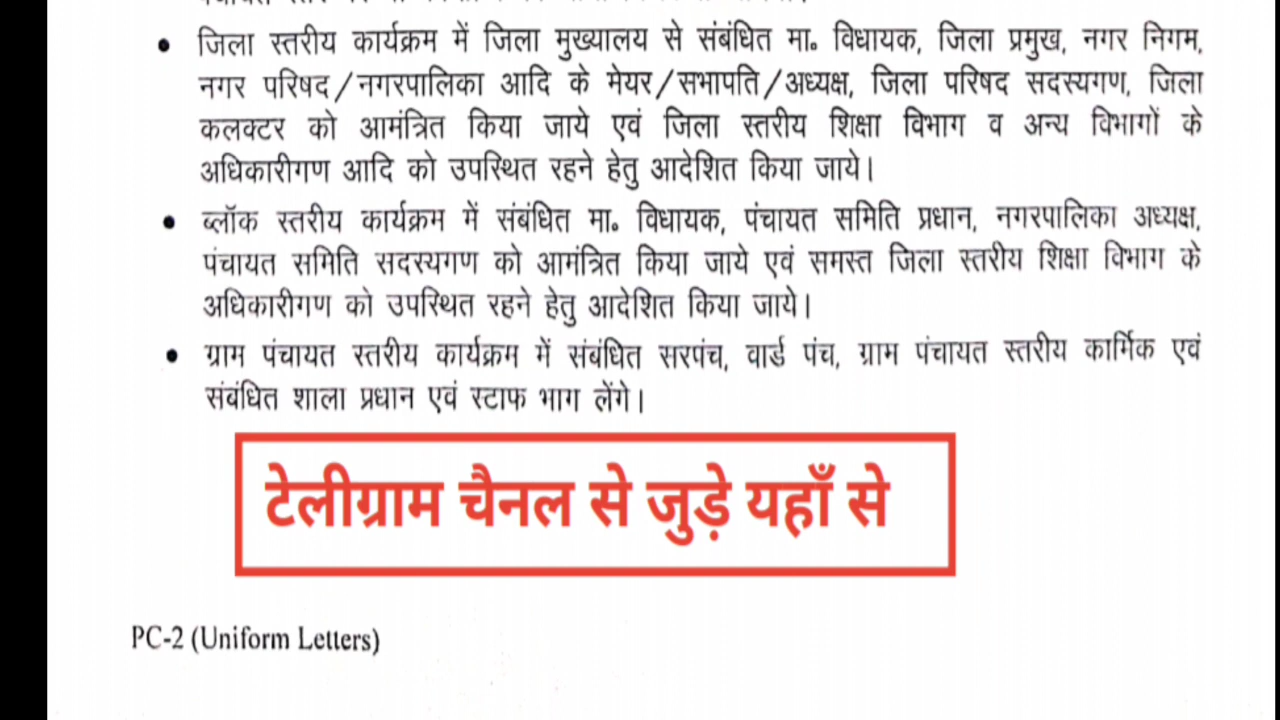 जिला स्तरीय कार्यक्रम में जिला मुख्यालय से संबंधित मा० विधायक, जिला प्रमुख, नगर निगम,
नगर परिषद/नगरपालिका आदि के मेयर/सभापति/अध्यक्ष, जिला परिषद सदस्यगण, जिला
कलक्टर को आमंत्रित किया जाये एवं जिला स्तरीय शिक्षा विभाग व अन्य विभागों के
अधिकारीगण आदि को उपस्थित रहने हेतु आदेशित किया जाये।
ब्लॉक स्तरीय कार्यक्रम में संबंधित मा० विधायक, पंचायत समिति प्रधान, नगरपालिका अध्यक्ष,
पंचायत समिति सदस्यगण को आमंत्रित किया जाये एवं समस्त जिला स्तरीय शिक्षा विभाग के
अधिकारीगण को उपस्थित रहने हेतु आदेशित किया जाये।
ग्राम पंचायत स्तरीय कार्यक्रम में संबंधित सरपंच, वार्ड पंच, ग्राम पंचायत स्तरीय कार्मिक एवं
संबंधित शाला प्रधान एवं स्टाफ भाग लेंगे।
टेलीग्राम चैनल से जुड़े यहाँ से
PC-2 (Uniform Letters)